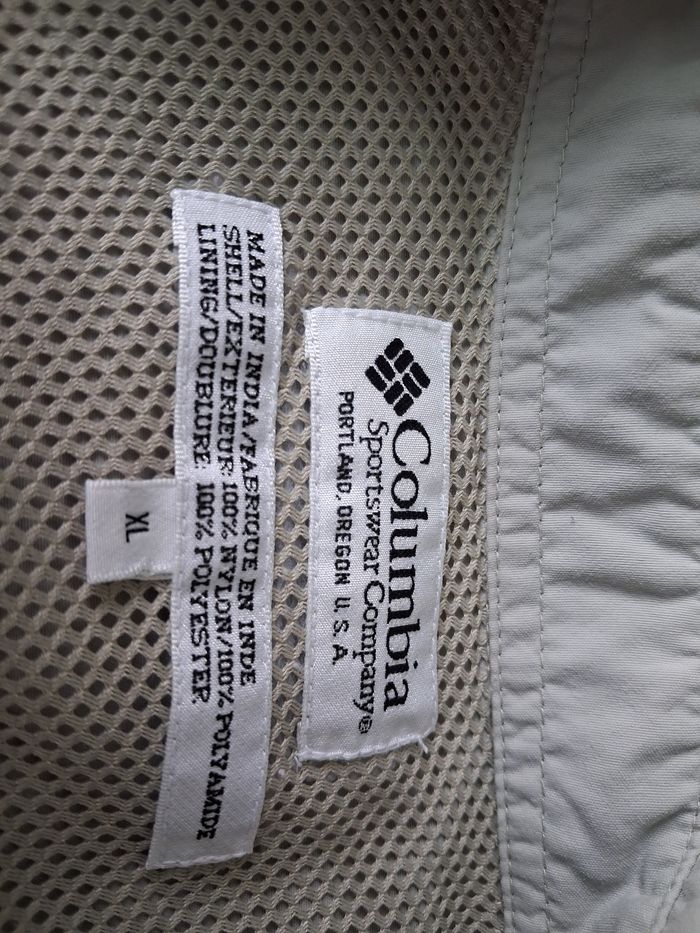 Columbia
Sportswear Company®
PORTLAND, OREGON U.S.A.
MADE IN INDIA/FABRIQUE EN INDE
SHELL/EXTERIEUR: 100% NYLON/100% POLYAMIDE
LINING/DOUBLURE: 100% POLYESTER.
XL